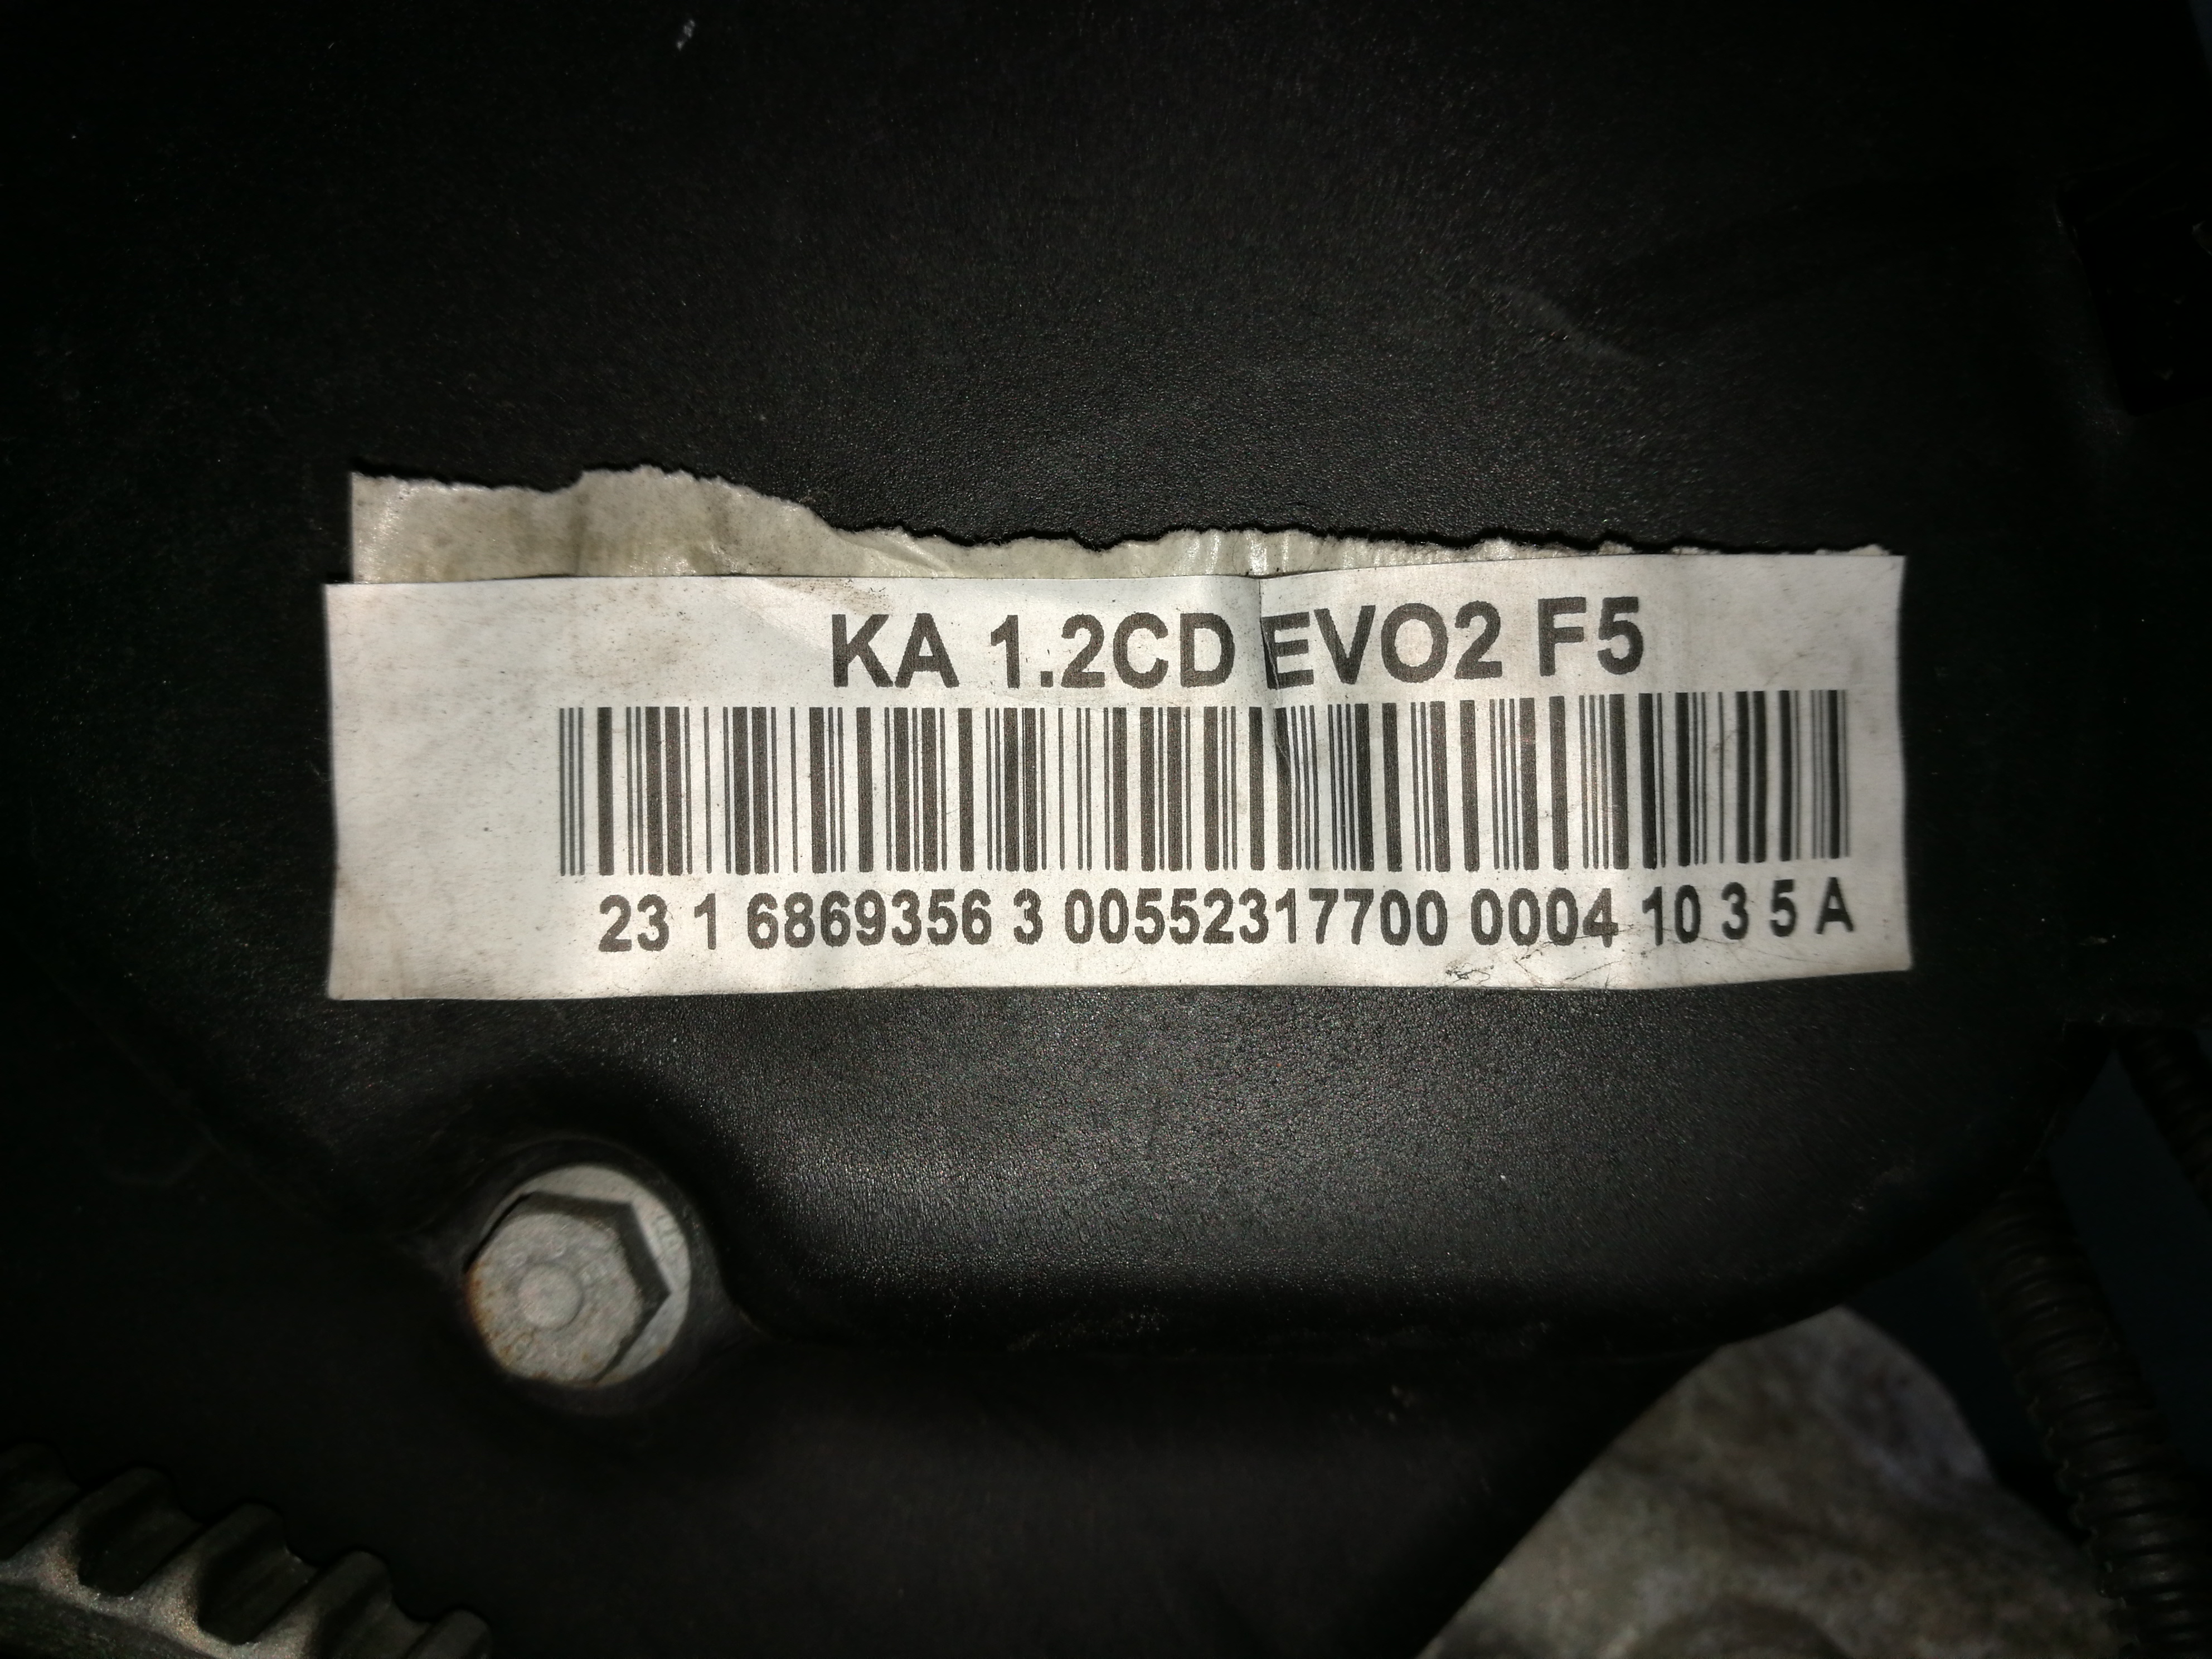 KA 1.2CD EVO2 F5
23 1 6869356 3 00552317700 0004 10 3 5 A